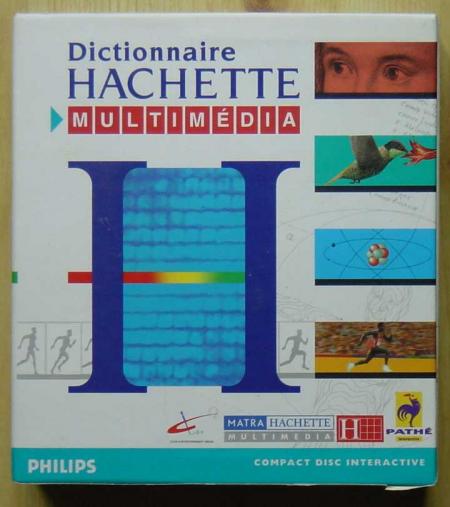 Dictionnaire
HACHETTE
MULTIMÉDIA
H
MATRA HACHETTE
MULTIMEDIA
H
PATHÉ
PHILIPS
COMPACT DISC INTERACTIVE